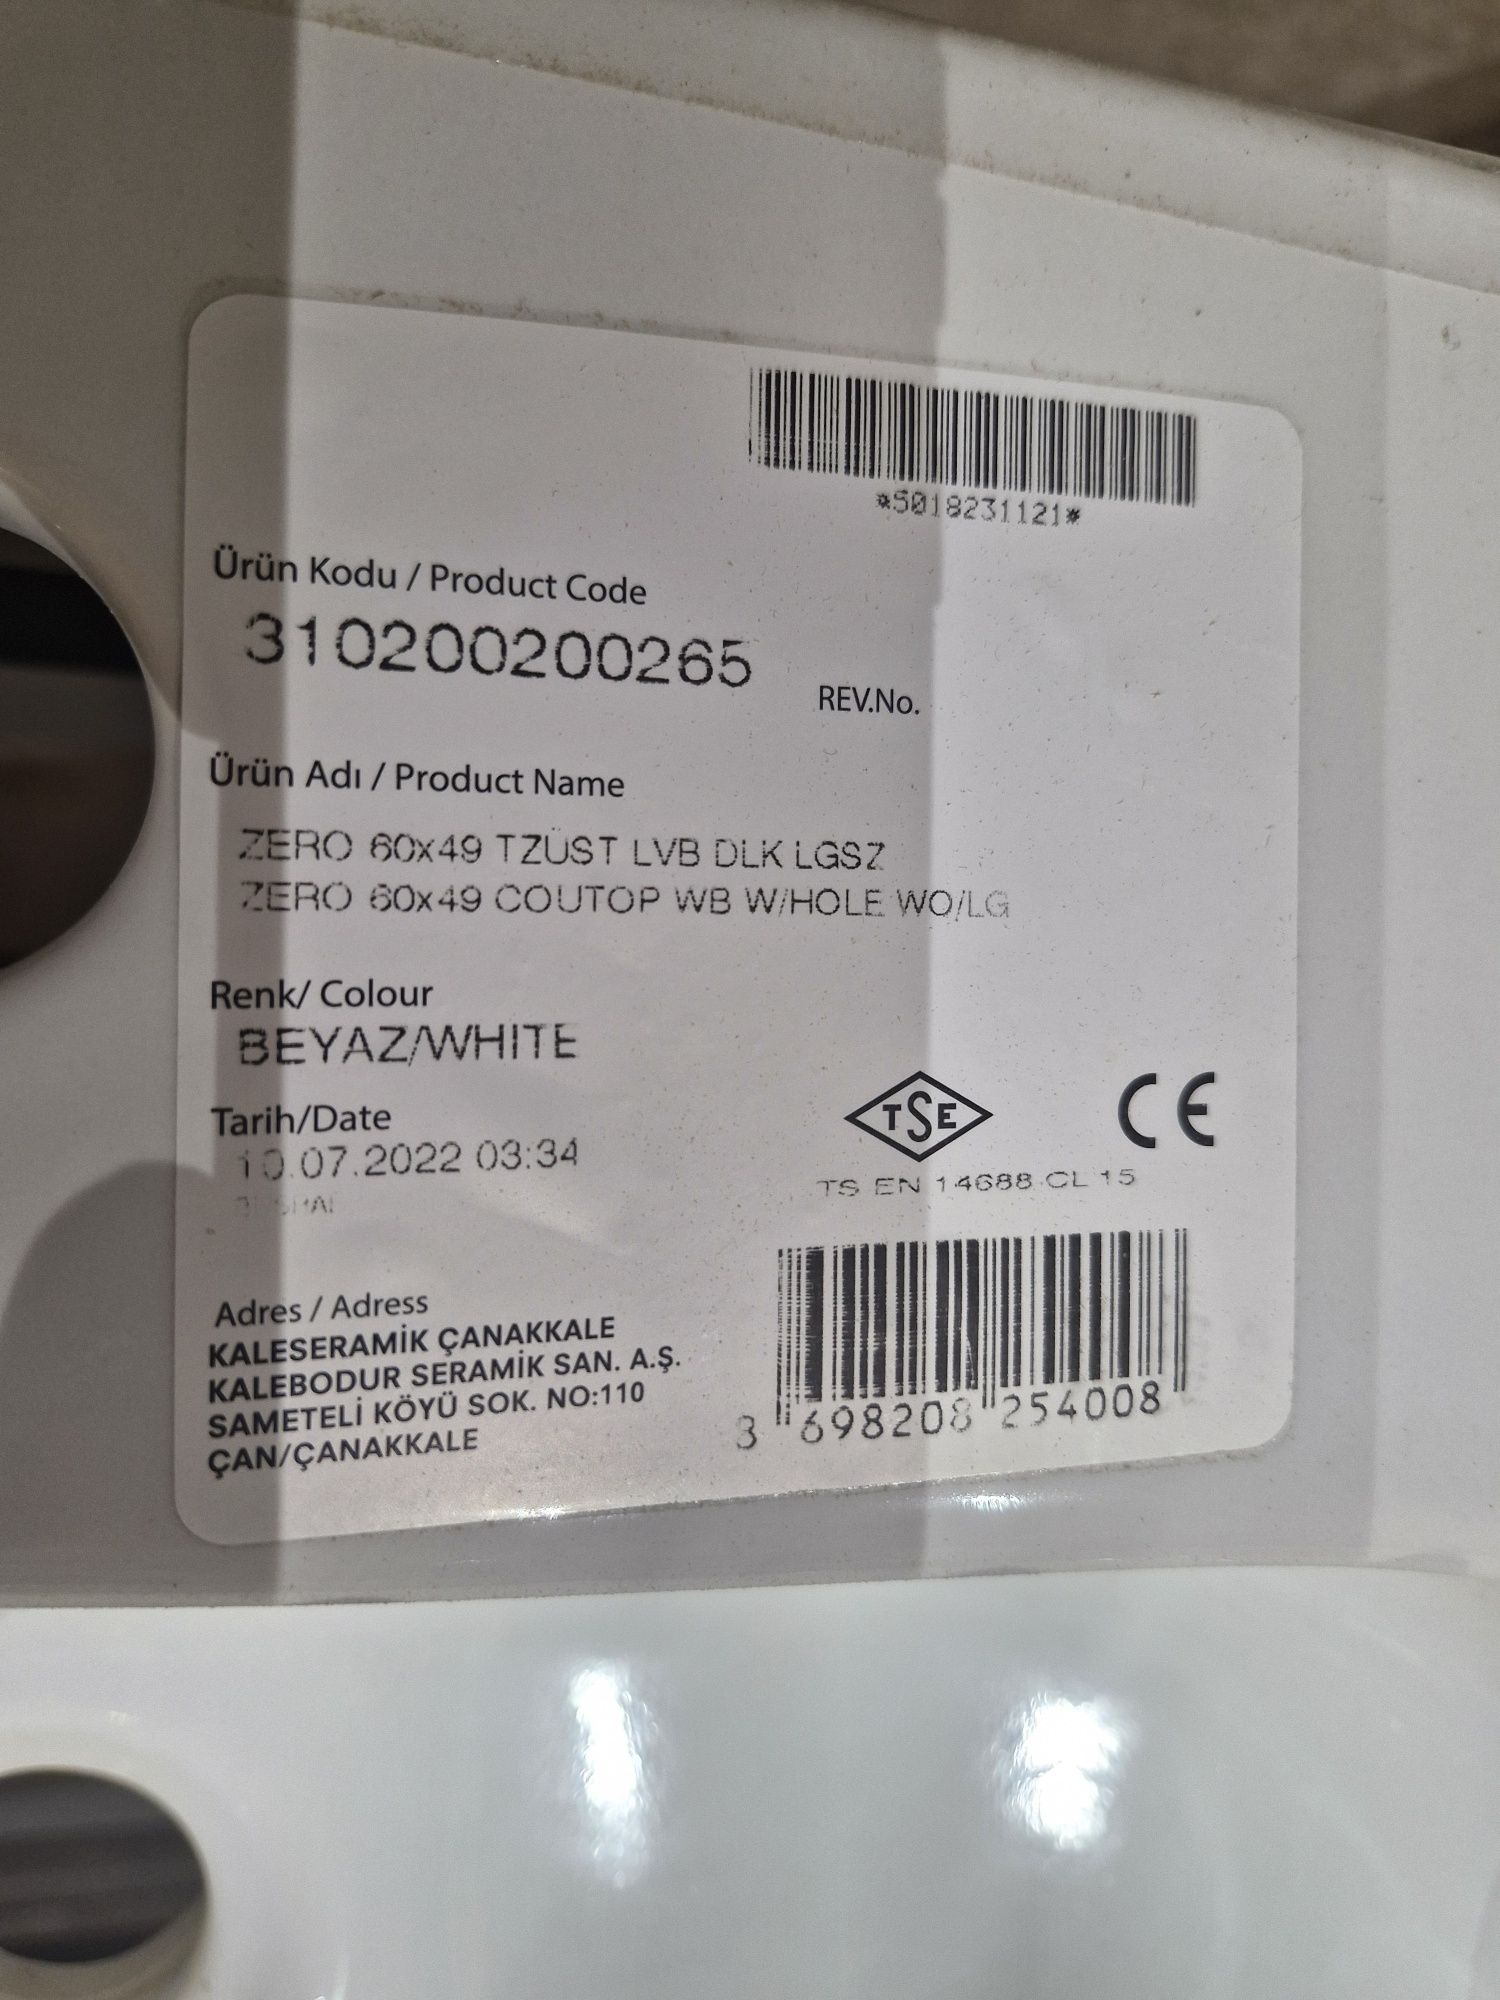 *5018231121*
Ürün Kodu / Product Code
310200200265
REV.No.
Ürün Adı / Product Name
ZERO 60x49 TZÜST LVB DLK LGSZ
ZERO 60x49 COUTOP WB W/HOLE WO/LG
Renk/ Colour
BEYAZ/WHITE
Tarih/Date
10.07.2022 03:34
TSE CE
TS EN 14688 CL 15
Adres / Adress
KALESERAMİK ÇANAKKALE
KALEBODUR SERAMİK SAN. A.Ş.
SAMETELİ KÖYÜ SOK. NO:110
ÇAN/ÇANAKKALE
3 698208 254008